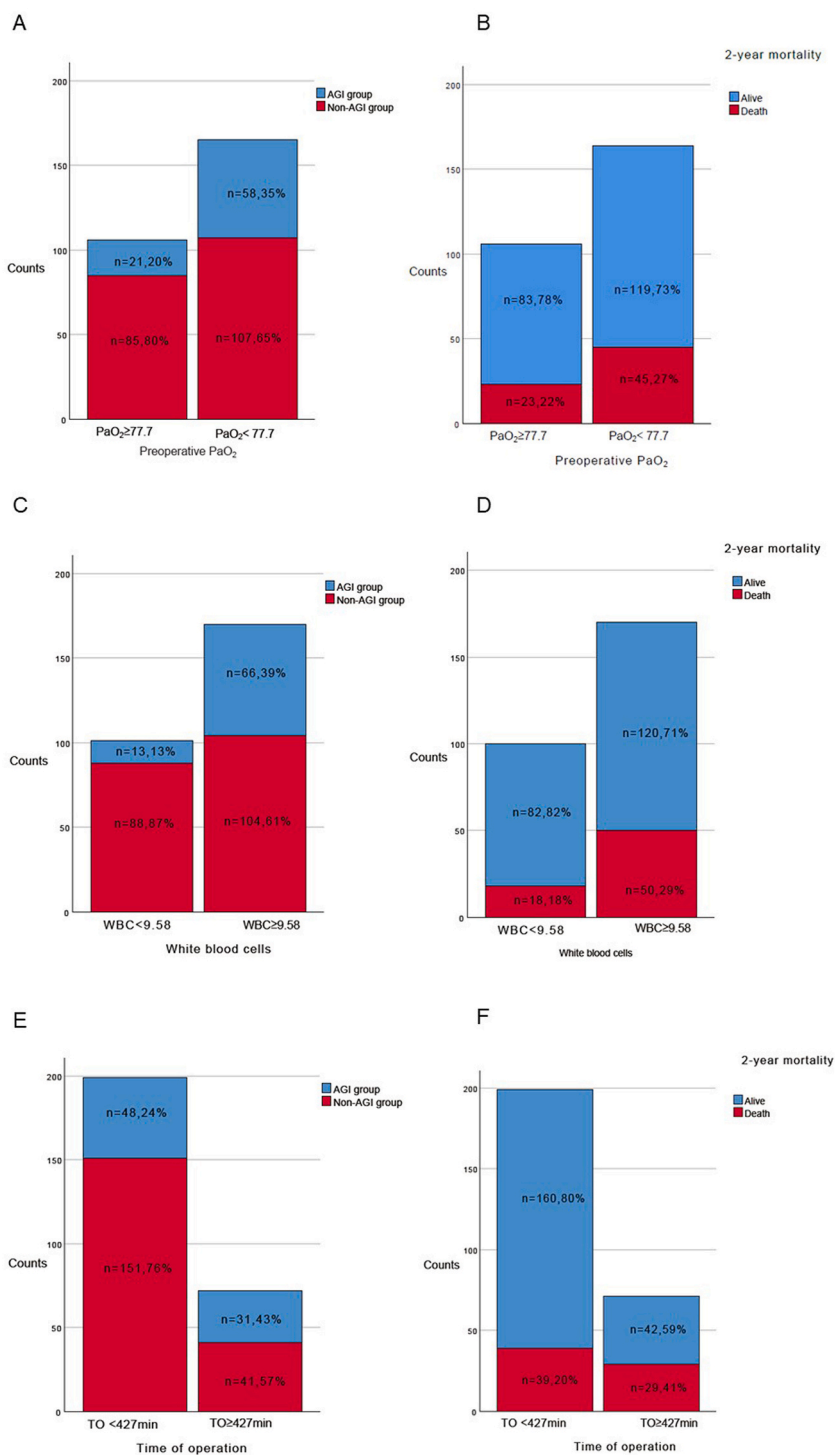 A
200
AGI group
Non-AGI group
150
n=58,35%
100
Counts
n=21,20%
n=85,80%
n=107,65%
50
0
PaO₂≥77.7
PaO₂< 77.7
Preoperative PaO₂
B
2-year mortality
200
Alive
Death
150
100
Counts
n=83,78%
n=119,73%
50
n=23,22%
n=45,27%
0
PaO₂≥77.7
PaO₂< 77.7
Preoperative PaO₂
C
200
AGI group
Non-AGI group
150
n=66,39%
100
n=13,13%
Counts
n=88,87%
n=104,61%
50
0
WBC<9.58
WBC≥9.58
White blood cells
D
2-year mortality
200
Alive
Death
150
n=120,71%
100
Counts
n=82,82%
50
n=18,18%
n=50,29%
0
WBC<9.58
WBC≥9.58
White blood cells
E
200
AGI group
Non-AGI group
n=48,24%
150
100
Counts
n=151,76%
n=31,43%
50
n=41,57%
0
TO <427min
TO≥427min
Time of operation
F
2-year mortality
200
Alive
Death
150
n=160,80%
100
Counts
50
n=42,59%
n=39,20%
n=29,41%
0
TO <427min
TO≥427min
Time of operation